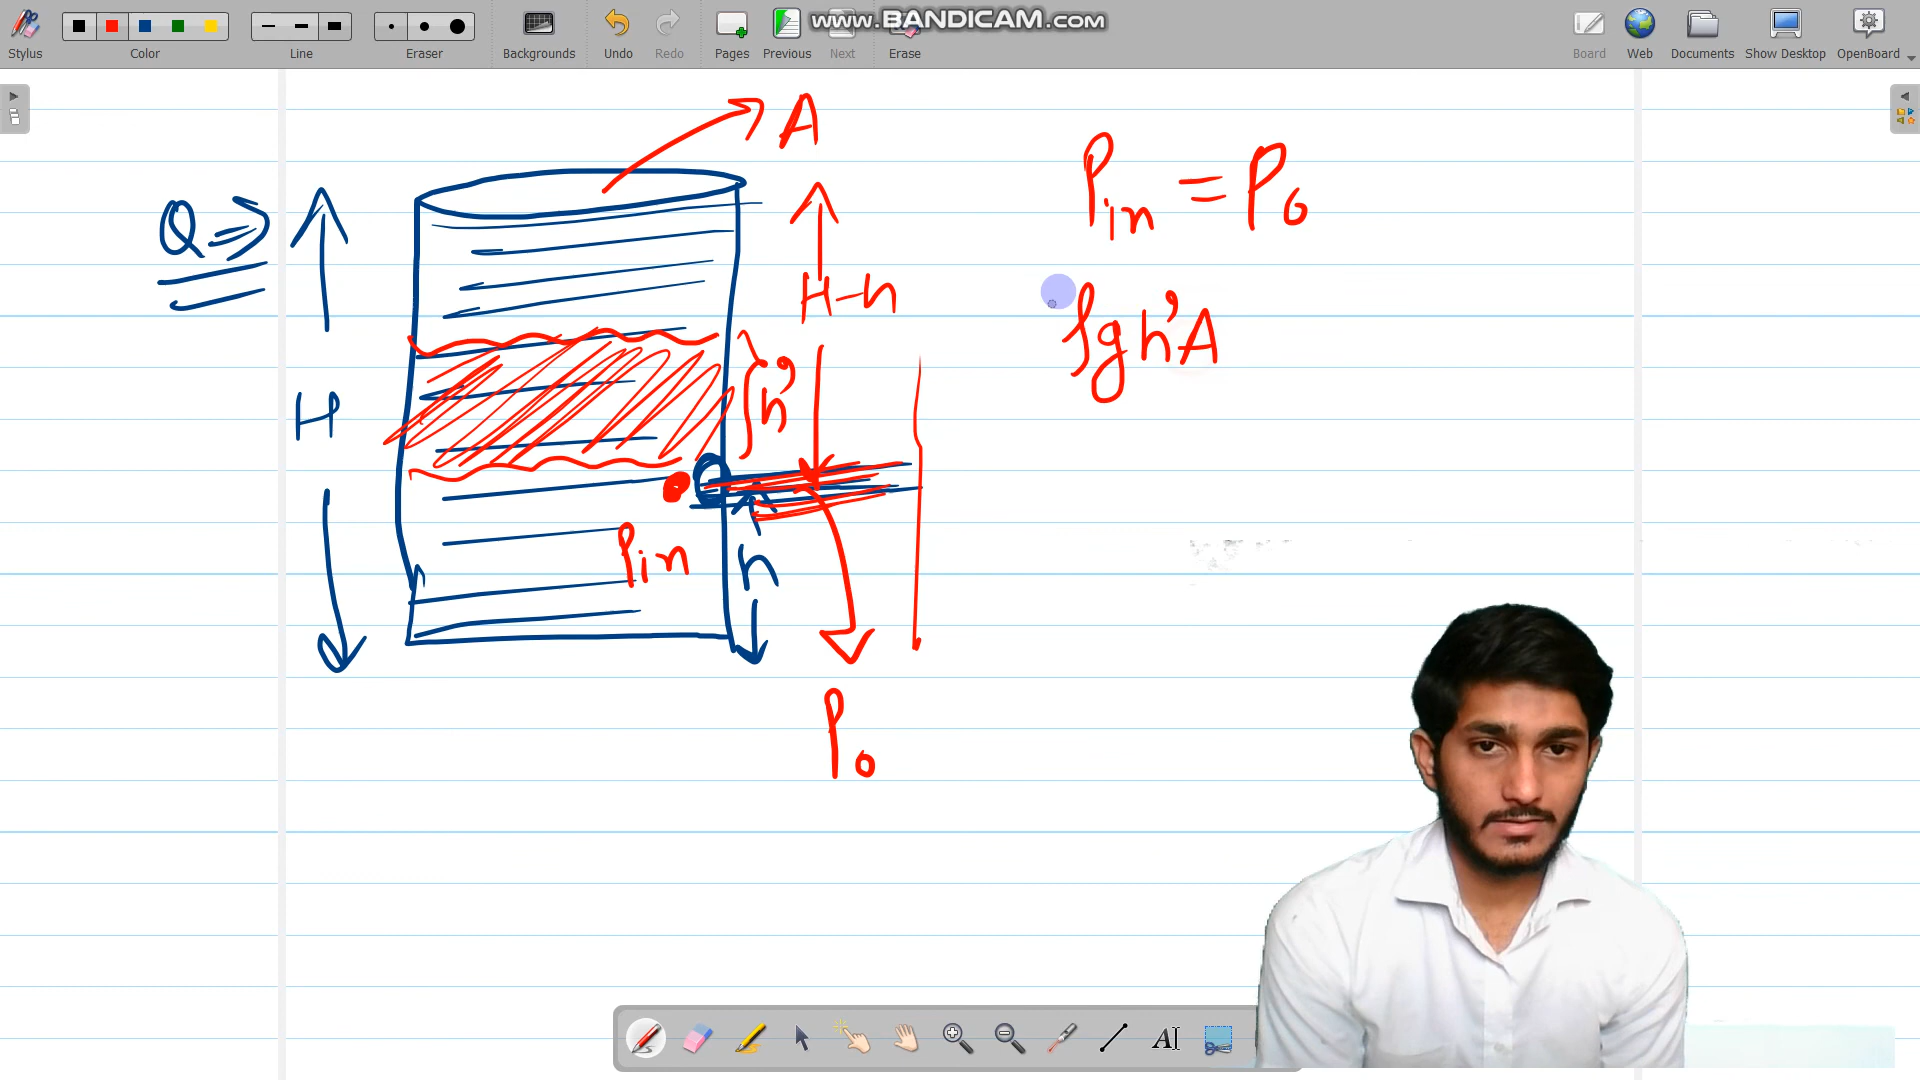 www.BANDICAM.com
Stylus
Color
Line
Eraser
Backgrounds
Undo
Redo
Pages
Previous
Next
Erase
Board
Web
Documents
Show Desktop
OpenBoard
A
Q⇒
H-h
H
h'
Pin
h
Po
Pin = Po
ρgh'A